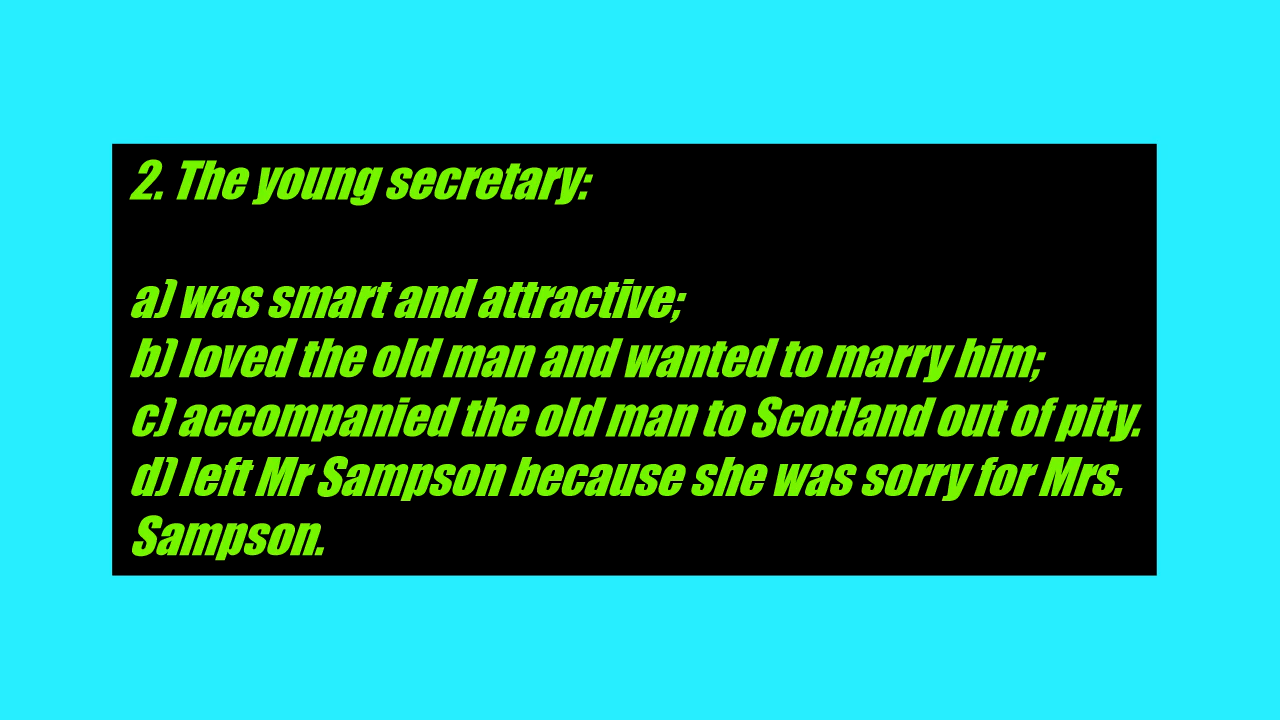 2. The young secretary:
a) was smart and attractive;
b) loved the old man and wanted to marry him;
c) accompanied the old man to Scotland out of pity.
d) left Mr Sampson because she was sorry for Mrs.
Sampson.